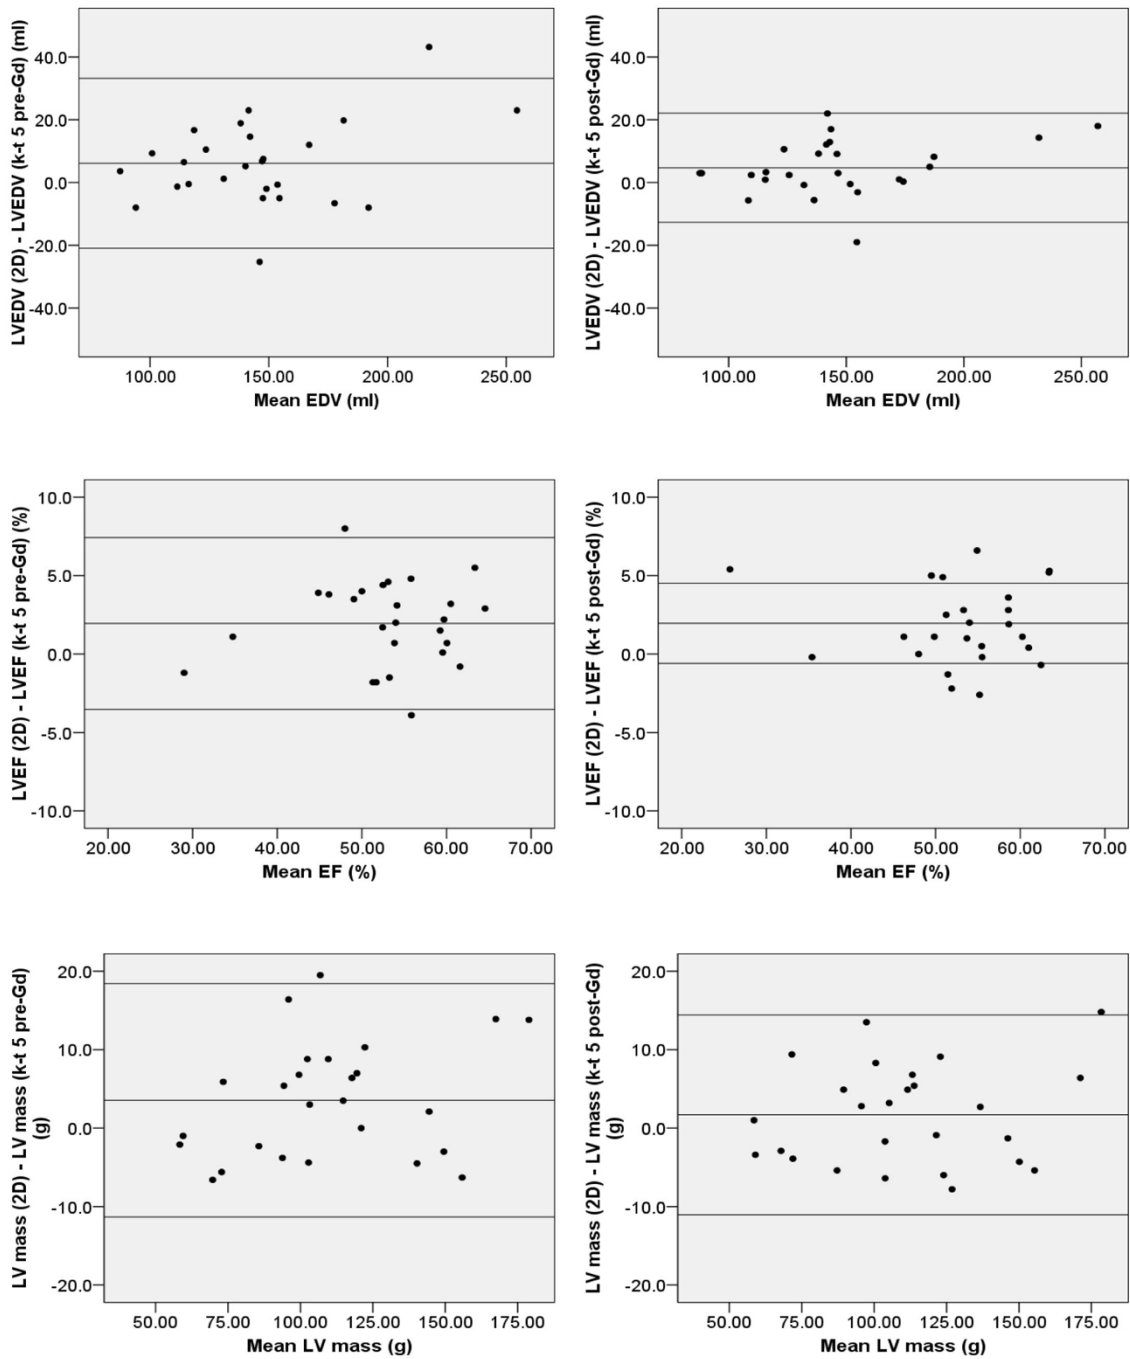 LVEDV (2D) - LVEDV (k-t 5 pre-Gd) (ml)
40.0
20.0
0.0
-20.0
-40.0
100.00 150.00 200.00 250.00
Mean EDV (ml)
LVEDV (2D) - LVEDV (k-t 5 post-Gd) (ml)
40.0
20.0
0.0
-20.0
-40.0
100.00 150.00 200.00 250.00
Mean EDV (ml)
LVEF (2D) - LVEF (k-t 5 pre-Gd) (%)
10.0
5.0
0.0
-5.0
-10.0
20.00 30.00 40.00 50.00 60.00 70.00
Mean EF (%)
LVEF (2D) - LVEF (k-t 5 post-Gd) (%)
10.0
5.0
0.0
-5.0
-10.0
20.00 30.00 40.00 50.00 60.00 70.00
Mean EF (%)
LV mass (2D) - LV mass (k-t 5 pre-Gd)
(g)
20.0
10.0
0.0
-10.0
-20.0
50.00 75.00 100.00 125.00 150.00 175.00
Mean LV mass (g)
LV mass (2D) - LV mass (k-t 5 post-Gd)
(g)
20.0
10.0
0.0
-10.0
-20.0
50.00 75.00 100.00 125.00 150.00 175.00
Mean LV mass (g)